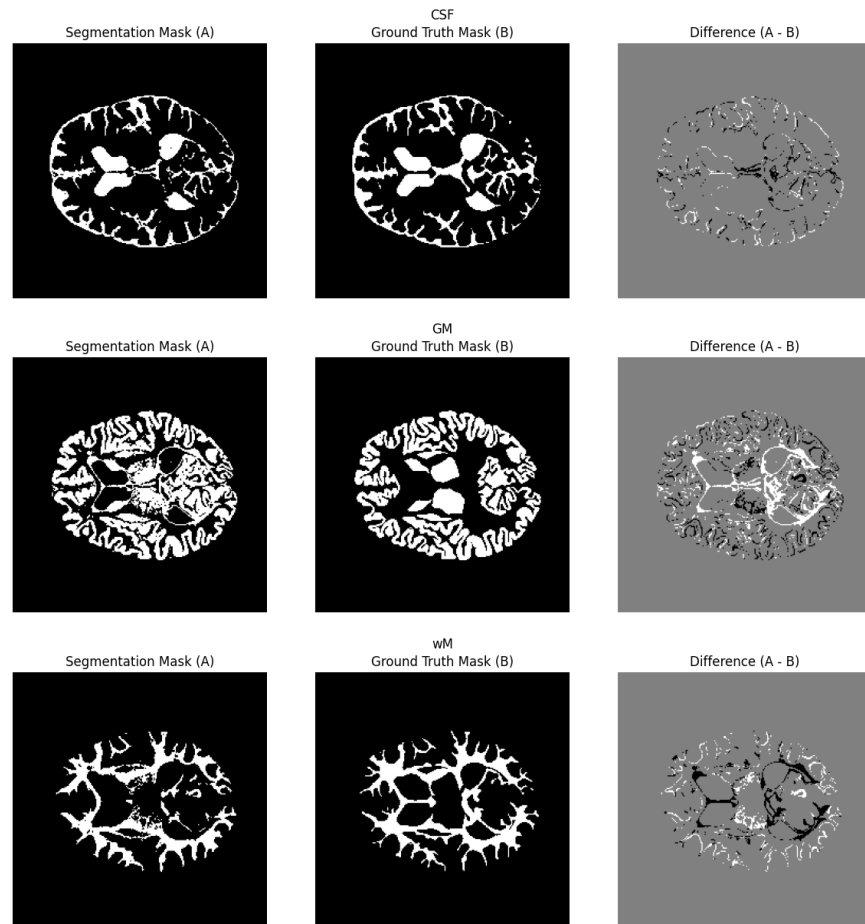 CSF
Segmentation Mask (A)
Ground Truth Mask (B)
Difference (A - B)
GM
Segmentation Mask (A)
Ground Truth Mask (B)
Difference (A - B)
wM
Segmentation Mask (A)
Ground Truth Mask (B)
Difference (A - B)